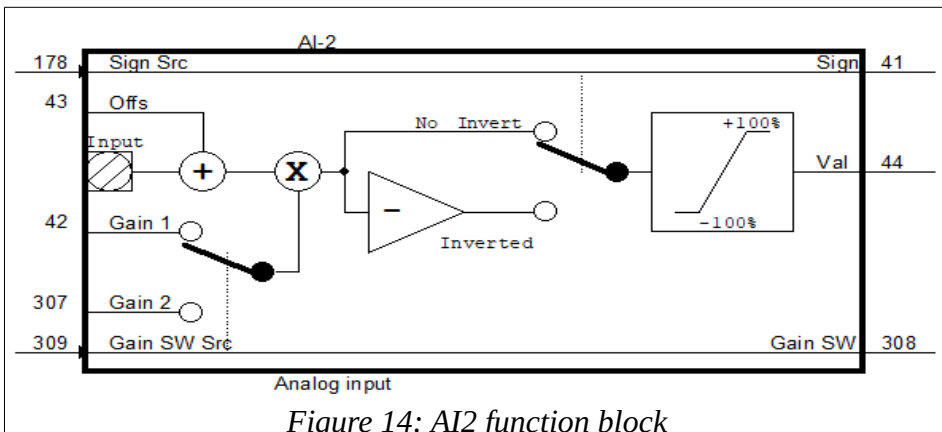 AI-2
178 Sign Src Sign 41
43 Offs
Input
No Invert
+100%
+
X
Val 44
42 Gain 1
−
-100%
Inverted
307 Gain 2
309 Gain SW Src Gain SW 308
Analog input
Figure 14: AI2 function block